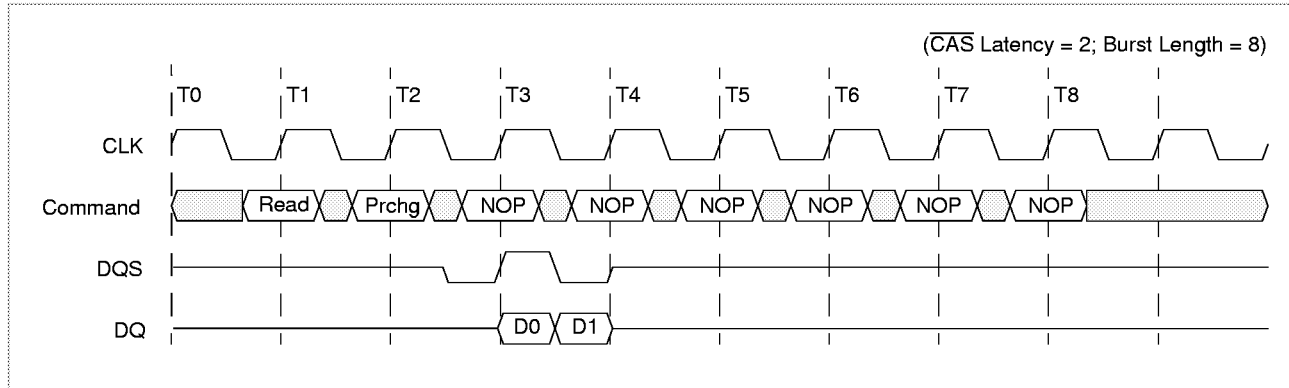 (CAS Latency = 2; Burst Length = 8)
T0 T1 T2 T3 T4 T5 T6 T7 T8
CLK
Command Read Prchg NOP NOP NOP NOP NOP NOP
DQS
DQ D0 D1